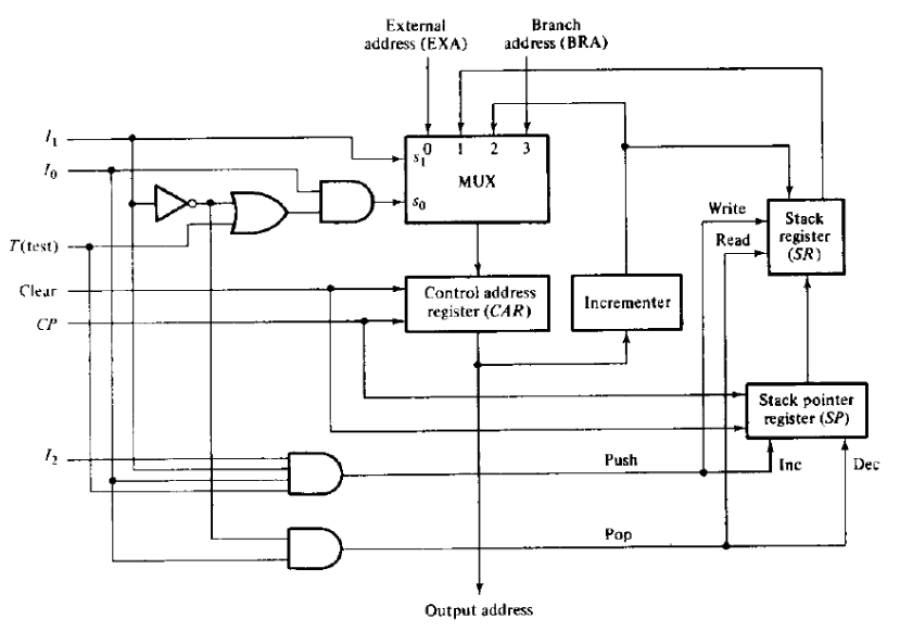 External
address (EXA)
Branch
address (BRA)
I₁
I₀
T(test)
Clear
CP
I₂
0 1 2 3
s₁
MUX
s₀
Control address
register (CAR)
Incrementer
Write
Read
Stack
register
(SR)
Stack pointer
register (SP)
Push
Inc
Dec
Pop
Output address